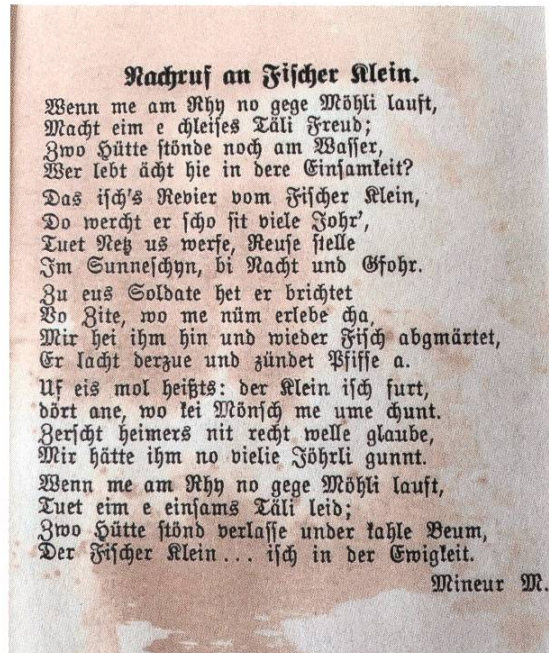 Nachruf an Fischer Klein.
Wenn me am Rhy no gege Möhli lauft,
Macht eim e chleises Täli Freud;
Zwo Hütte stönde noch am Wasser,
Wer lebt ächt hie in dere Einsamkeit?
Das isch's Revier vom Fischer Klein,
Do wercht er scho sit viele Johr',
Tuet Netz us werfe, Reuse stelle
Im Sunneschyn, bi Nacht und Gfohr.
Zu eus Soldate het er brichtet
Vo Zite, wo me nüm erlebe cha,
Mir hei ihm hin und wieder Fisch abgmärtet,
Er lacht derzue und zündet Pfiffe a.
Uf eis mol heißts: der Klein isch furt,
dört ane, wo kei Mönsch me ume chunt.
Zerscht heimers nit recht welle glaube,
Mir hätte ihm no vielie Jöhrli gunnt.
Wenn me am Rhy no gege Möhli lauft,
Tuet eim e einsams Täli leid;
Zwo Hütte stönd verlasse under kahle Beum,
Der Fischer Klein... isch in der Ewigkeit.
Mineur M.